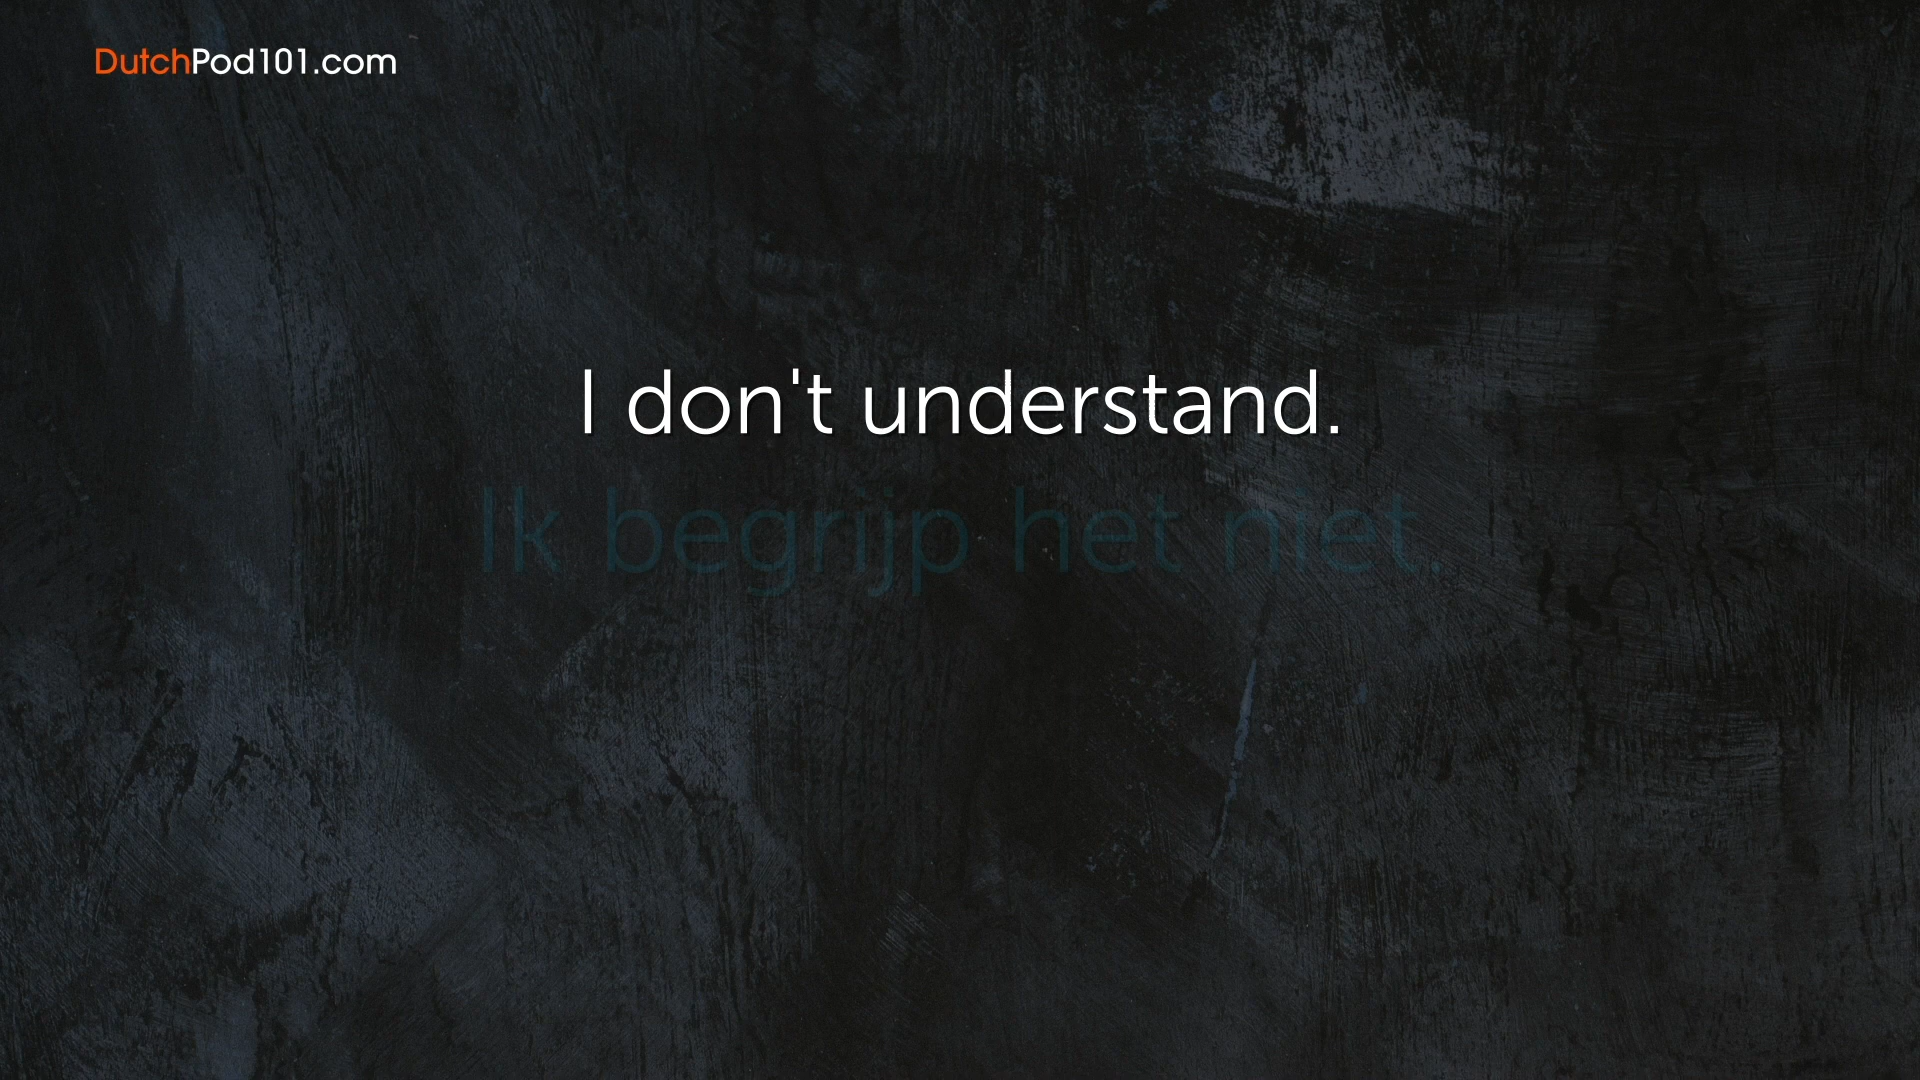 DutchPod101.com
I don't understand.
Ik begrijp het niet.